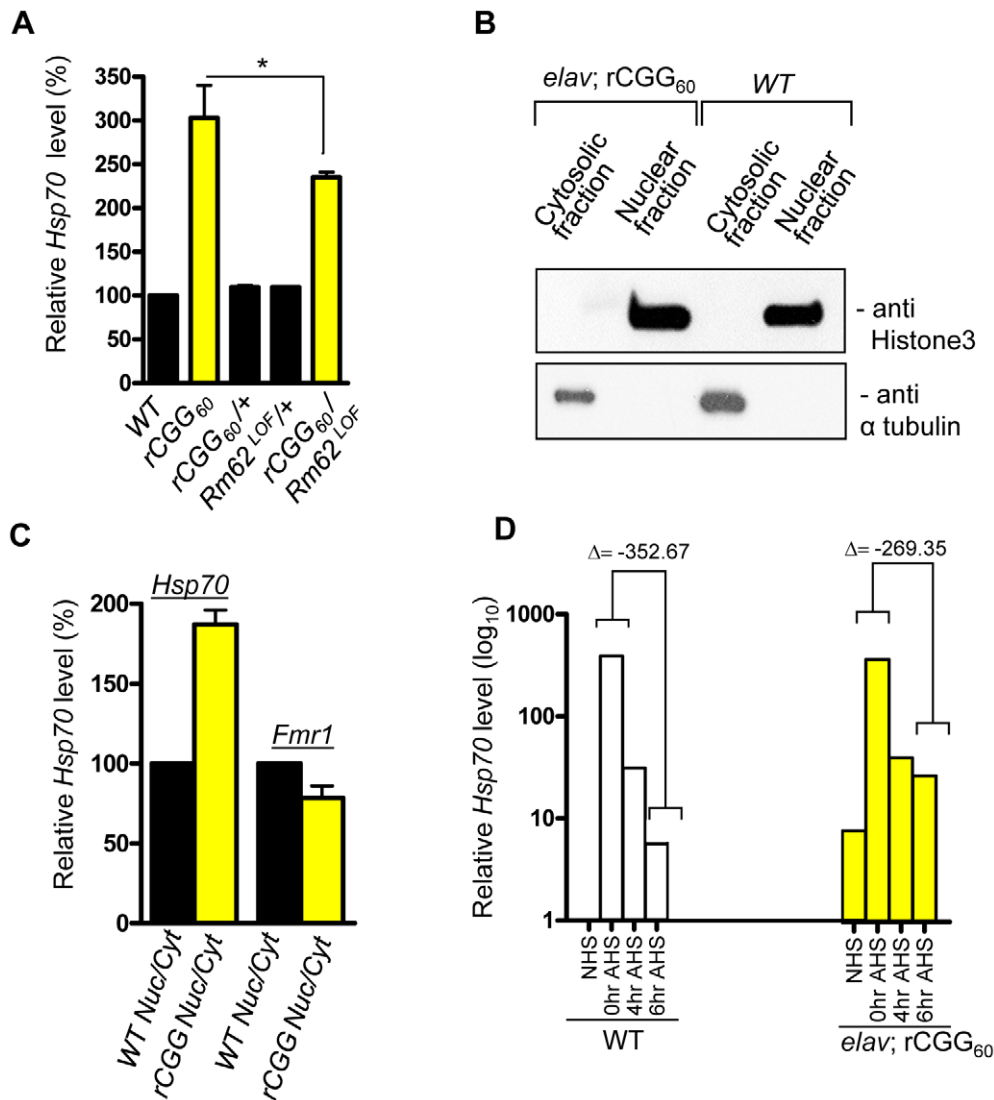 A
Relative Hsp70 level (%)
350
300
250
200
150
100
50
0
*
WT
rCGG60
rCGG60/+
Rm62 LOF/+
rCGG60/
Rm62 LOF
B
elav; rCGG60
WT
Cytosolic
fraction
Nuclear
fraction
Cytosolic
fraction
Nuclear
fraction
- anti
Histone3
- anti
α tubulin
C
Relative Hsp70 level (%)
200
150
100
50
0
Hsp70
Fmr1
WT Nuc/Cyt
rCGG Nuc/Cyt
WT Nuc/Cyt
rCGG Nuc/Cyt
D
Δ= -352.67
Δ= -269.35
Relative Hsp70 level (log10)
1000
100
10
1
NHS
0hr AHS
4hr AHS
6hr AHS
WT
NHS
0hr AHS
4hr AHS
6hr AHS
elav; rCGG60